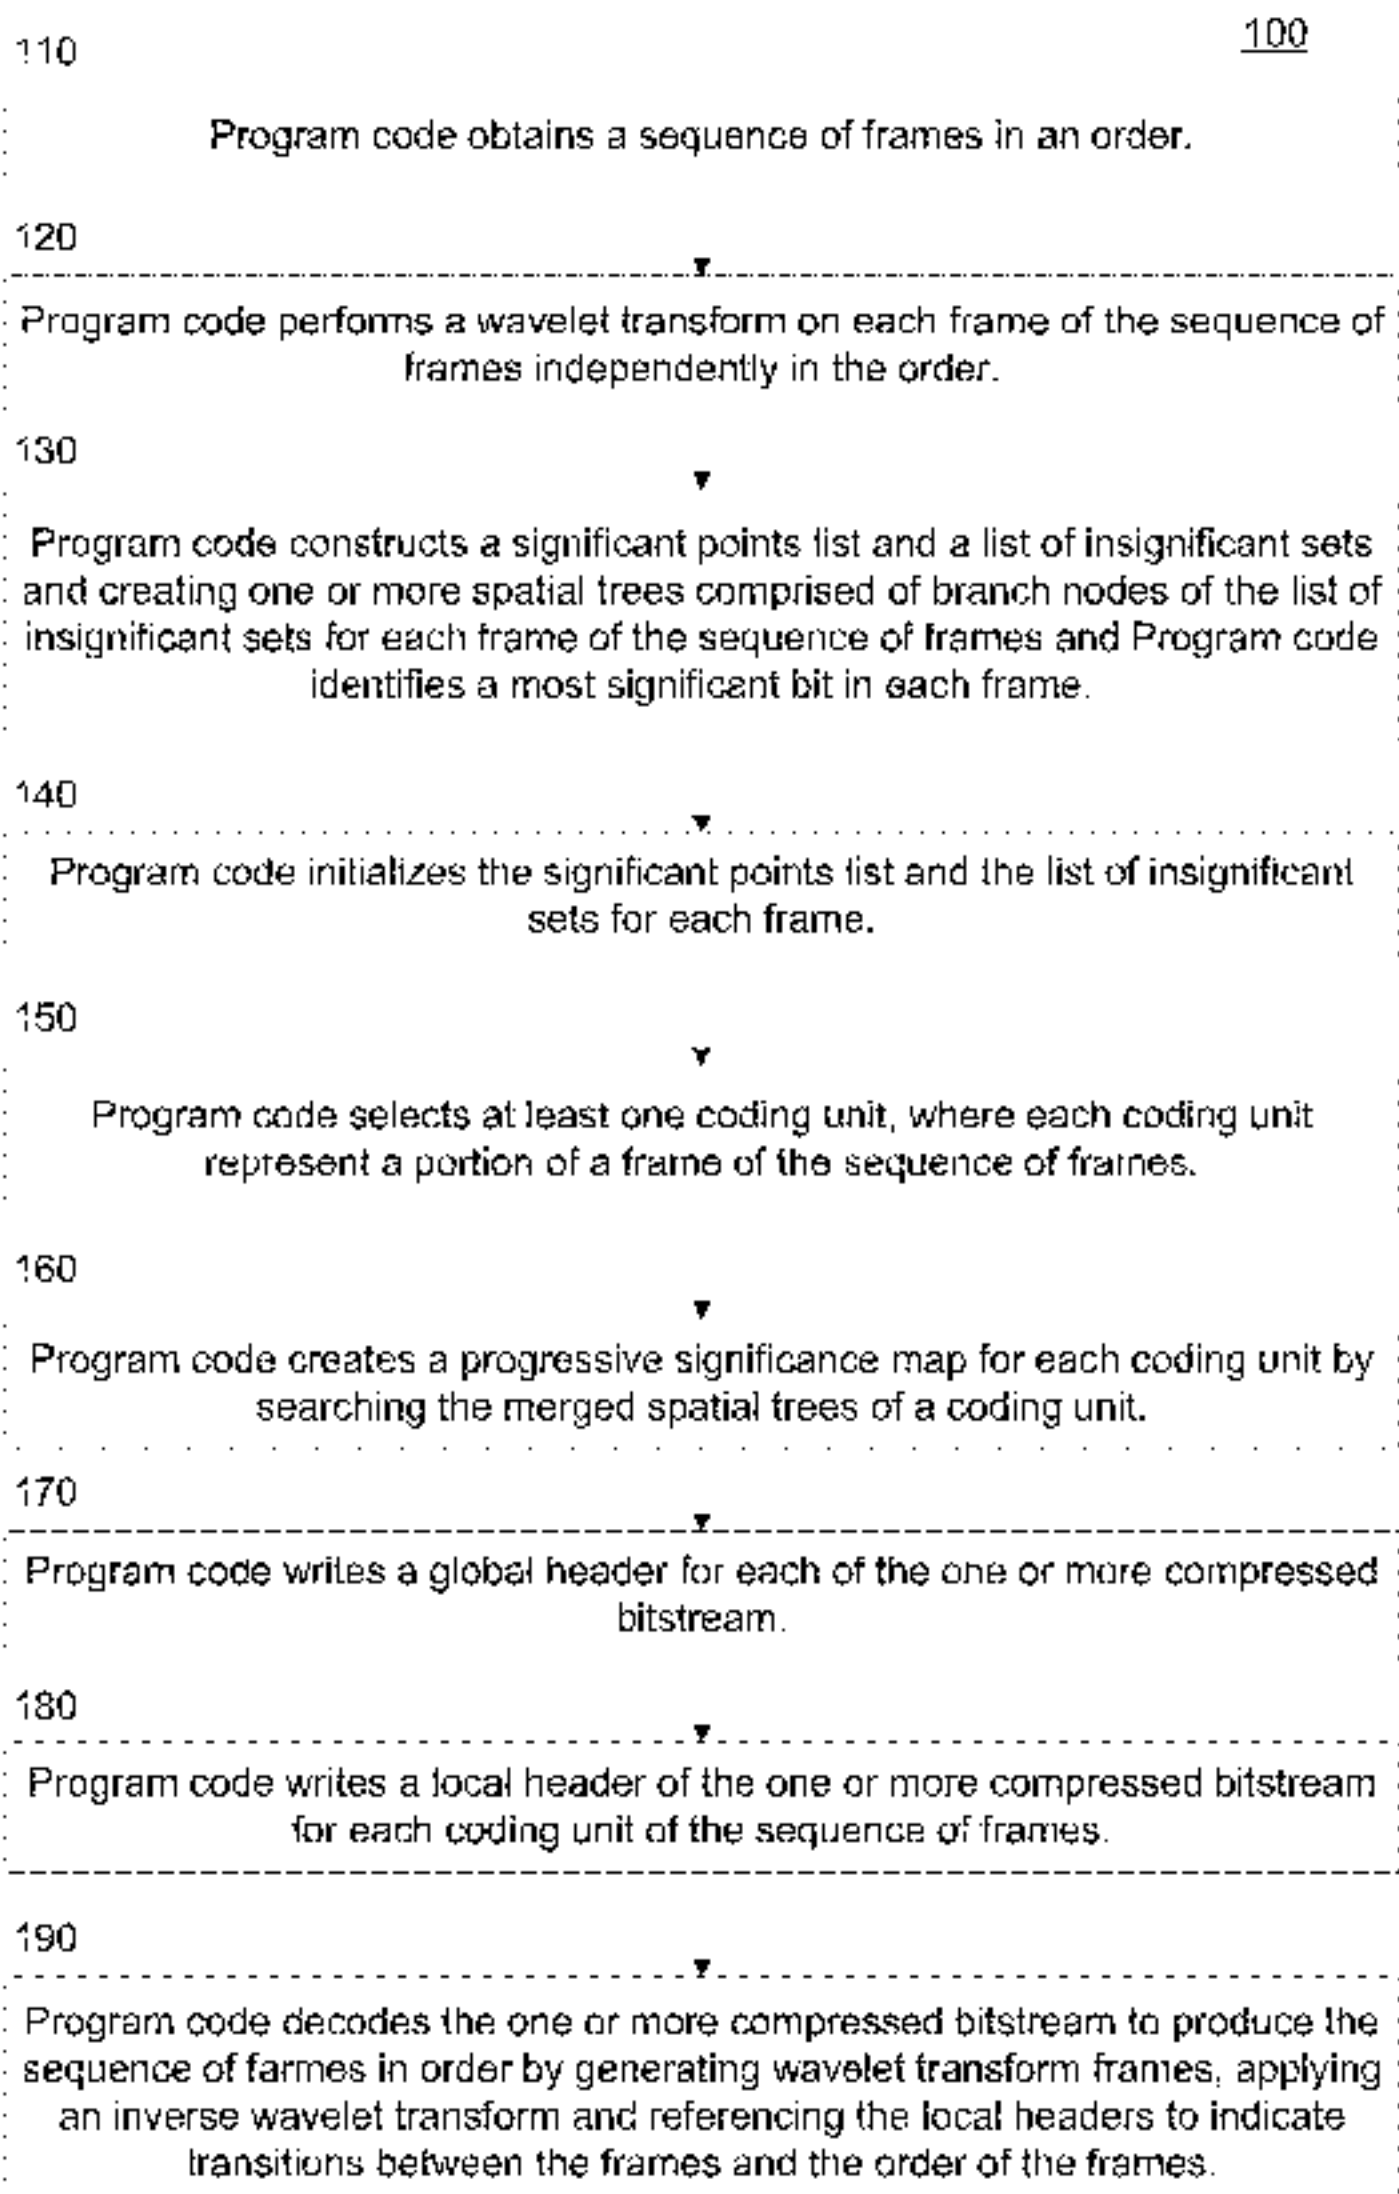 100
110
Program code obtains a sequence of frames in an order.
120
Program code performs a wavelet transform on each frame of the sequence of
frames independently in the order.
130
Program code constructs a significant points list and a list of insignificant sets
and creating one or more spatial trees comprised of branch nodes of the list of
insignificant sets for each frame of the sequence of frames and Program code
identifies a most significant bit in each frame.
140
Program code initializes the significant points list and the list of insignificant
sets for each frame.
150
Program code selects at least one coding unit, where each coding unit
represent a portion of a frame of the sequence of frames.
160
Program code creates a progressive significance map for each coding unit by
searching the merged spatial trees of a coding unit.
170
Program code writes a global header for each of the one or more compressed
bitstream.
180
Program code writes a local header of the one or more compressed bitstream
for each coding unit of the sequence of frames.
190
Program code decodes the one or more compressed bitstream to produce the
sequence of farmes in order by generating wavelet transform frames, applying
an inverse wavelet transform and referencing the local headers to indicate
transitions between the frames and the order of the frames.